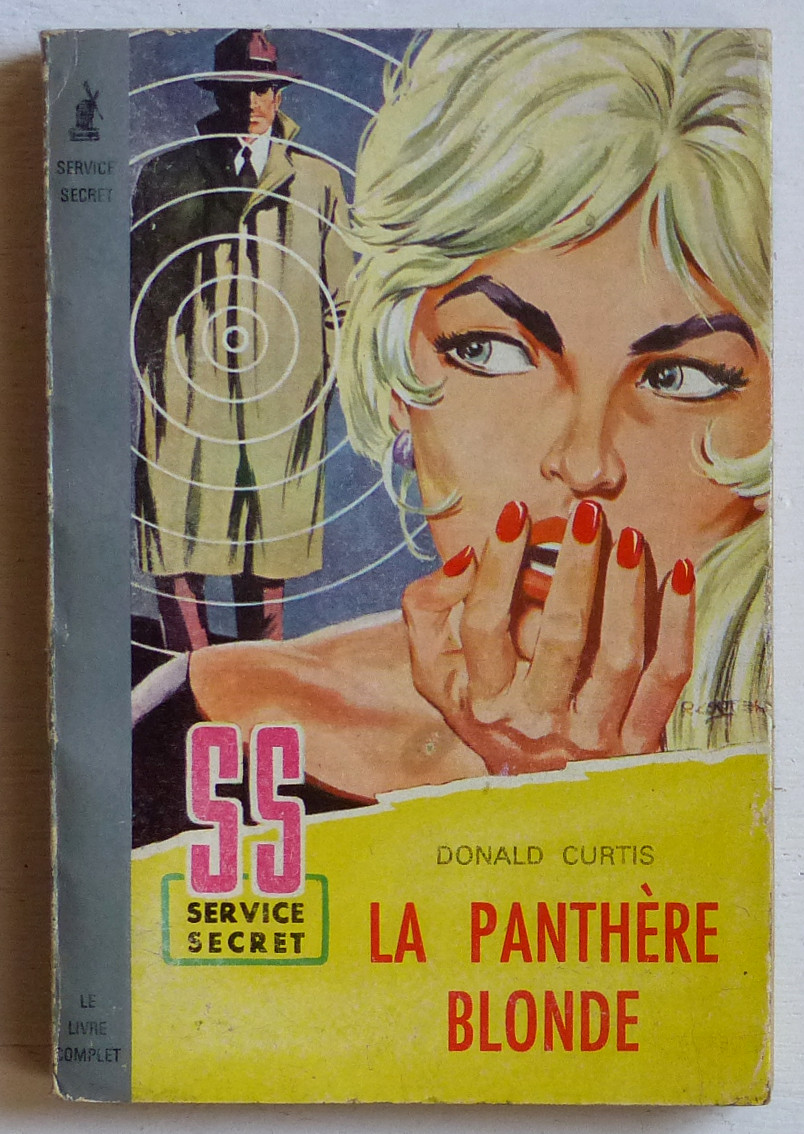 SERVICE
SECRET
SS
SERVICE
SECRET
DONALD CURTIS
LA PANTHÈRE
BLONDE
LE
LIVRE
COMPLET